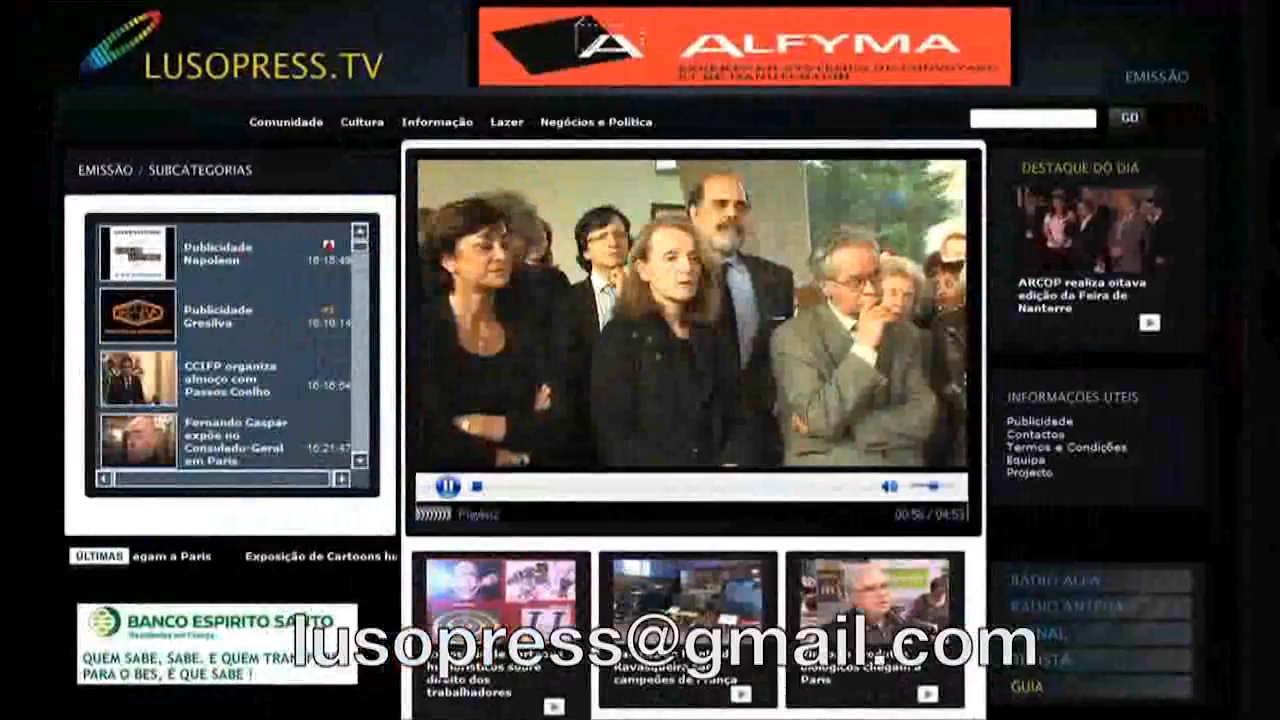 LUSOPRESS.TV
ALFYMA
EMISSÃO
Comunidade Cultura Informação Lazer Negócios e Política
GO
EMISSÃO / SUBCATEGORIAS
Publicidade
Napoleon
Publicidade
Gresilva
CCIFP organiza
almoço com
Passos Coelho
Fernando Gaspar
expõe no
Consulado-Geral
em Paris
16:21:47
00:56 / 04:53
DESTAQUE DO DIA
ARCOP realiza oitava
edição da Feira de
Nanterre
INFORMAÇÕES UTEIS
Publicidade
Contactos
Termos e Condições
Equipa
Projecto
ÚLTIMAS egam a Paris Exposição de Cartoons hu
BANCO ESPIRITO SANTO
QUEM SABE, SABE. E QUEM
PARA O BES, É QUE SABE !
lusopress@gmail.com
direito dos
trabalhadores
campeões de França
Paris
RÁDIO ALFA
GUIA